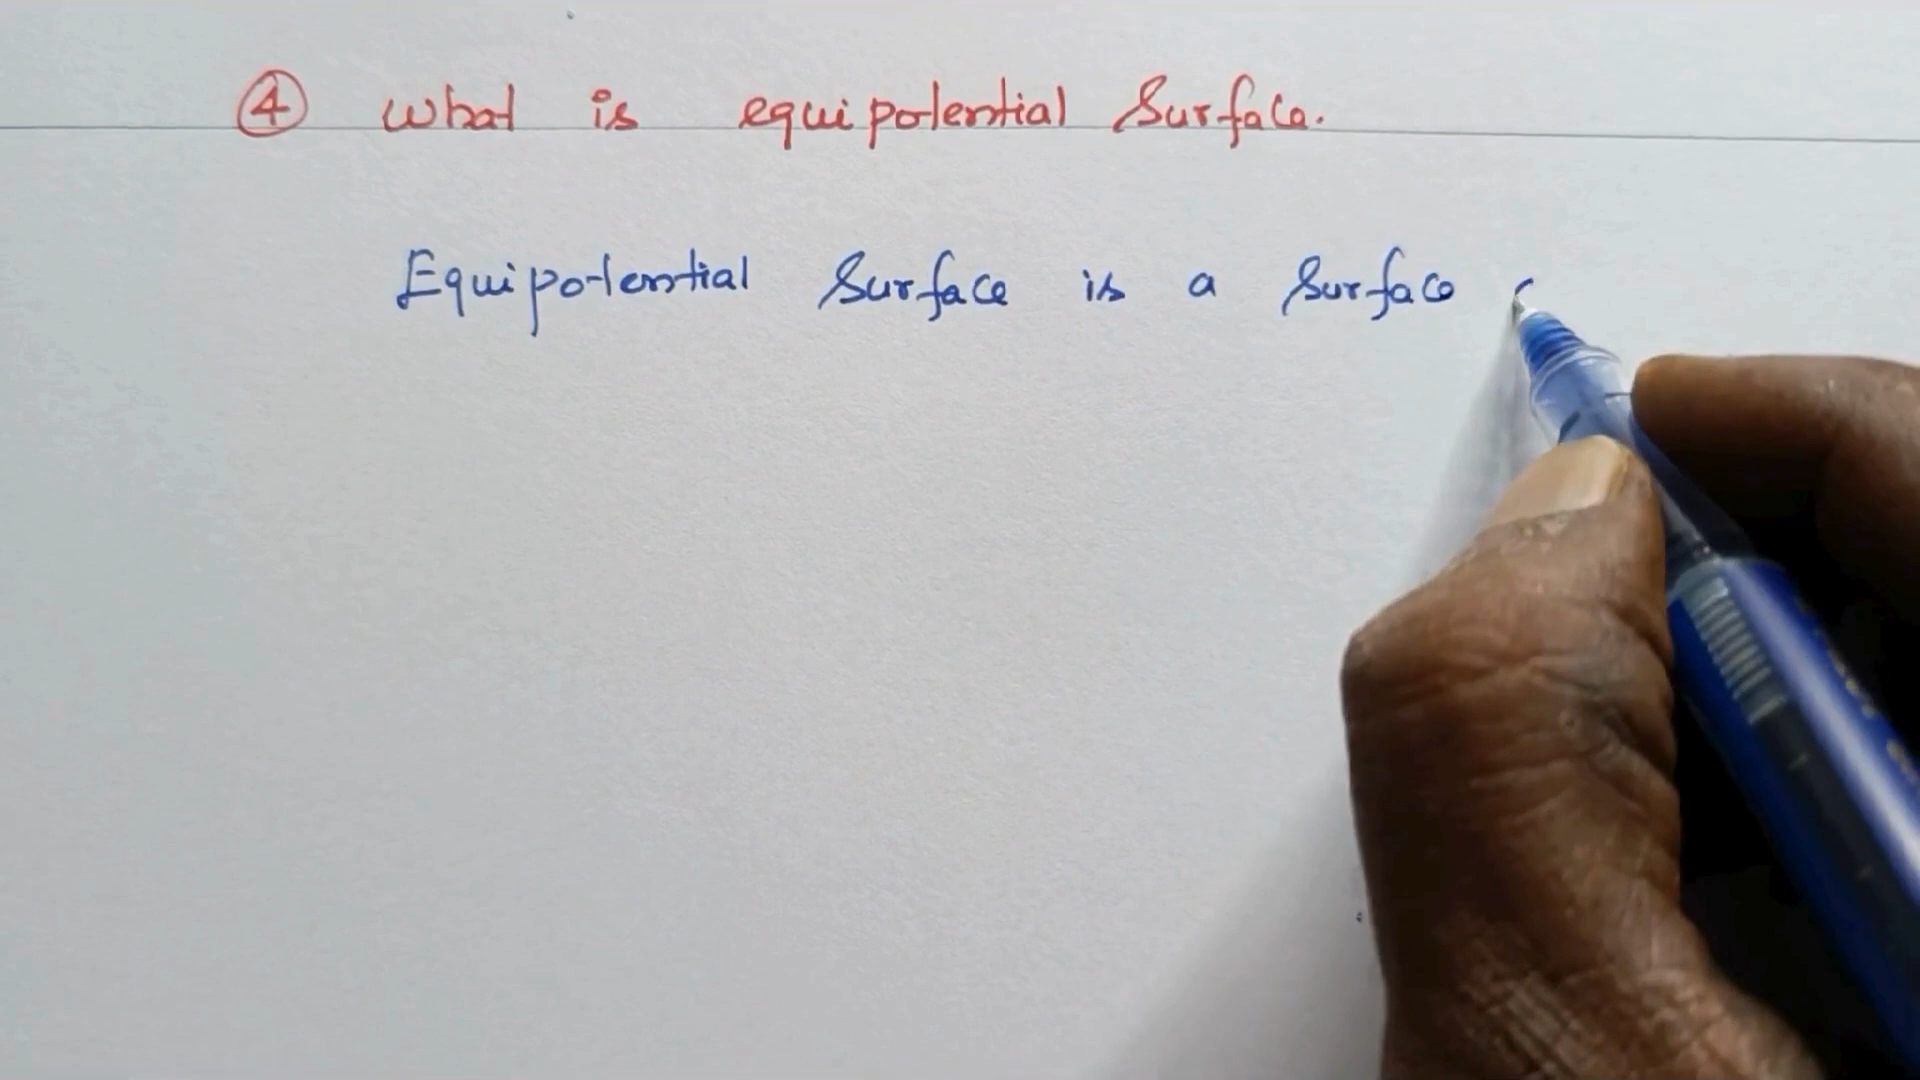 ④ What is equipotential Surface.
Equipotential Surface is a Surface